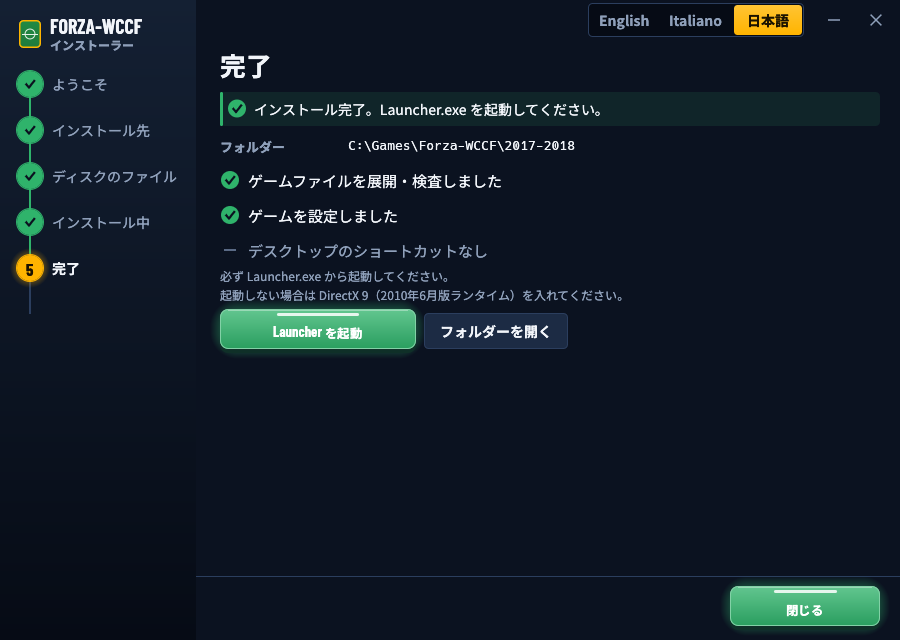 FORZA-WCCF
インストーラー
English Italiano 日本語
ようこそ
インストール先
ディスクのファイル
インストール中
5 完了
完了
インストール完了。Launcher.exe を起動してください。
フォルダー C:\Games\Forza-WCCF\2017-2018
ゲームファイルを展開・検査しました
ゲームを設定しました
デスクトップのショートカットなし
必ず Launcher.exe から起動してください。
起動しない場合は DirectX 9（2010年6月版ランタイム）を入れてください。
Launcher を起動 フォルダーを開く
閉じる